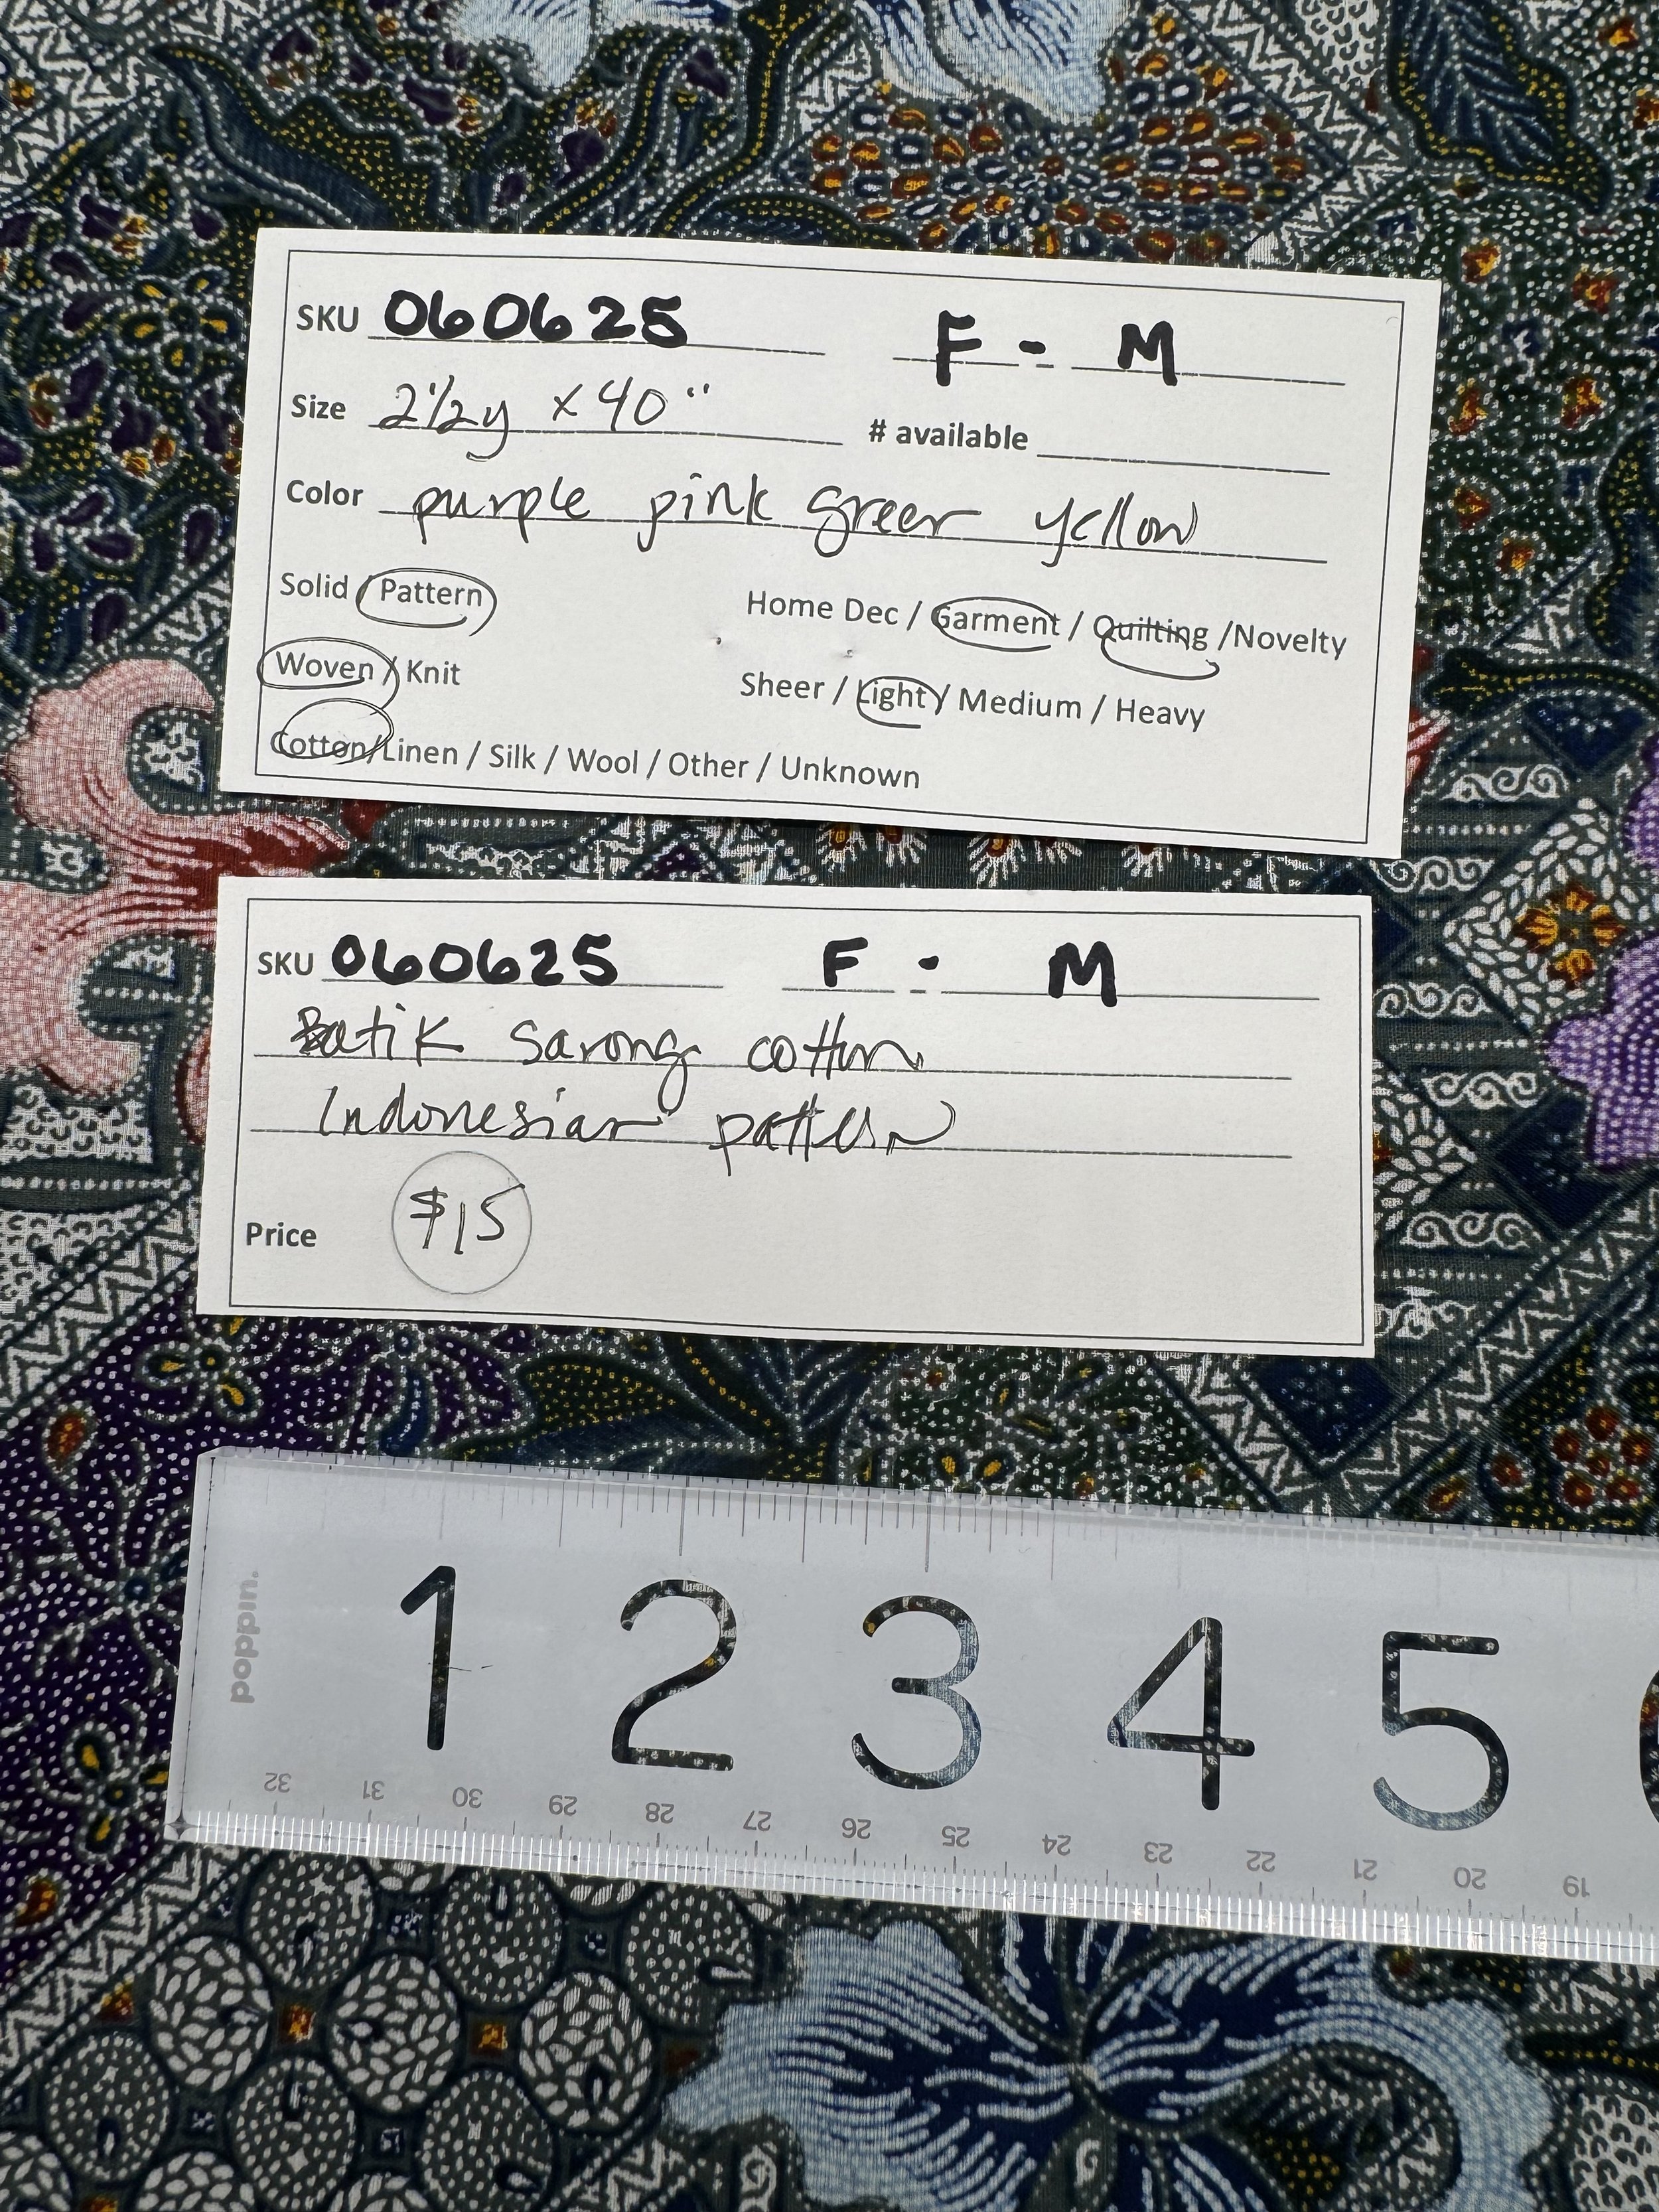 SKU 060625 F - M
Size 2 1/2 y x 40" # available
Color purple pink green yellow
Solid / Pattern Home Dec / Garment / Quilting / Novelty
Woven / Knit Sheer / Light / Medium / Heavy
Cotton / Linen / Silk / Wool / Other / Unknown
SKU 060625 F - M
Batik Sarong cotton
Indonesian pattern
Price $15
poppin.
1 2 3 4 5
32 31 30 29 28 27 26 25 24 23 22 21 20 19